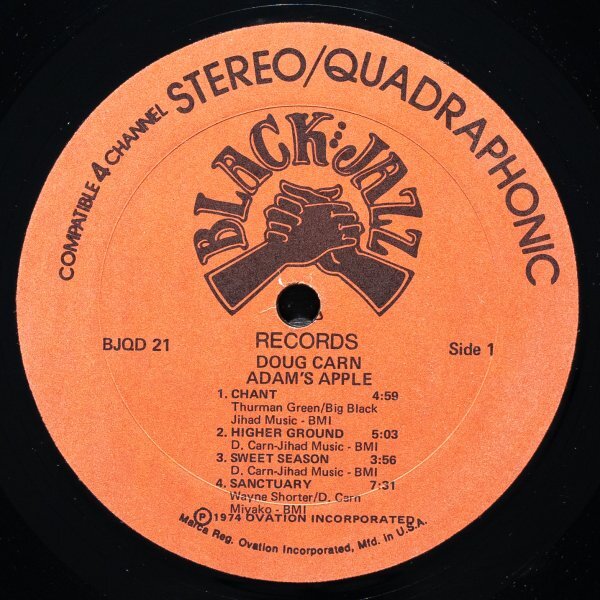 COMPATIBLE 4 CHANNEL STEREO/QUADRAPHONIC
BLACK JAZZ
RECORDS
BJQD 21
Side 1
DOUG CARN
ADAM'S APPLE
1. CHANT 4:59
Thurman Green/Big Black
Jihad Music - BMI
2. HIGHER GROUND 5:03
D. Carn-Jihad Music - BMI
3. SWEET SEASON 3:56
D. Carn-Jihad Music - BMI
4. SANCTUARY 7:31
Wayne Shorter/D. Carn
Miyako - BMI
Ⓟ 1974 OVATION INCORPORATED
Marca Reg. Ovation Incorporated, Mfd. in U.S.A.